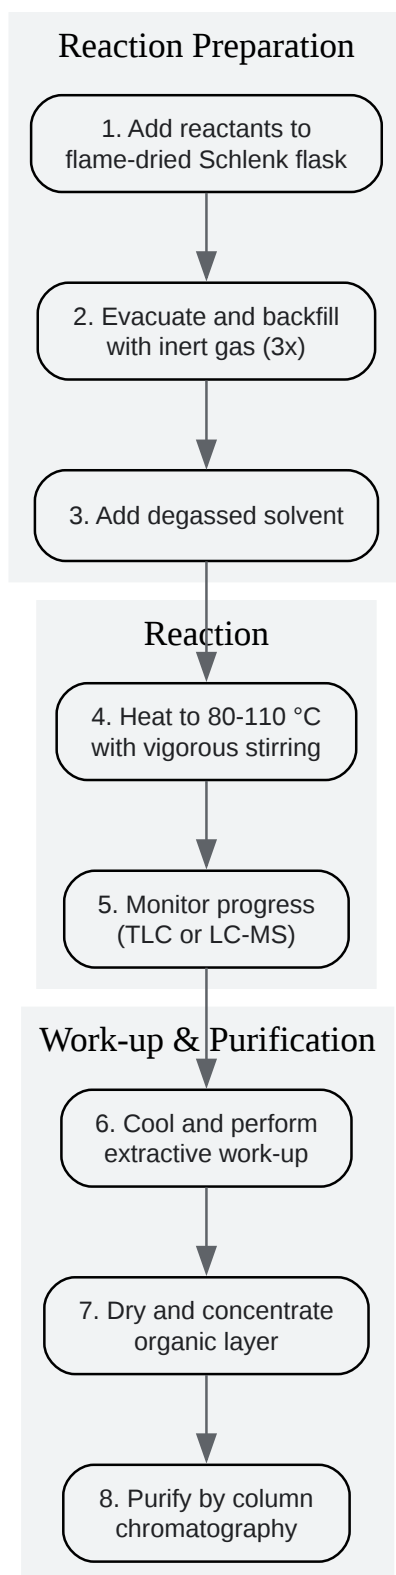 Reaction Preparation
1. Add reactants to
flame-dried Schlenk flask
2. Evacuate and backfill
with inert gas (3x)
3. Add degassed solvent
Reaction
4. Heat to 80-110 °C
with vigorous stirring
5. Monitor progress
(TLC or LC-MS)
Work-up & Purification
6. Cool and perform
extractive work-up
7. Dry and concentrate
organic layer
8. Purify by column
chromatography